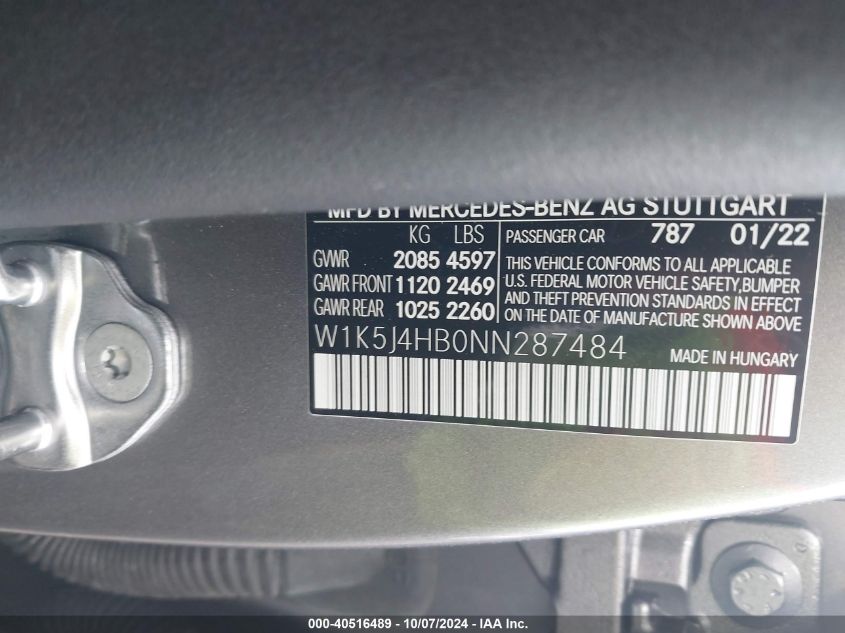 MFD BY MERCEDES-BENZ AG STUTTGART
KG LBS
GVWR 2085 4597
GAWR FRONT 1120 2469
GAWR REAR 1025 2260
PASSENGER CAR 787 01/22
THIS VEHICLE CONFORMS TO ALL APPLICABLE
U.S. FEDERAL MOTOR VEHICLE SAFETY,BUMPER
AND THEFT PREVENTION STANDARDS IN EFFECT
ON THE DATE OF MANUFACTURE SHOWN ABOVE
W1K5J4HB0NN287484
MADE IN HUNGARY
000-40516489 - 10/07/2024 - IAA Inc.